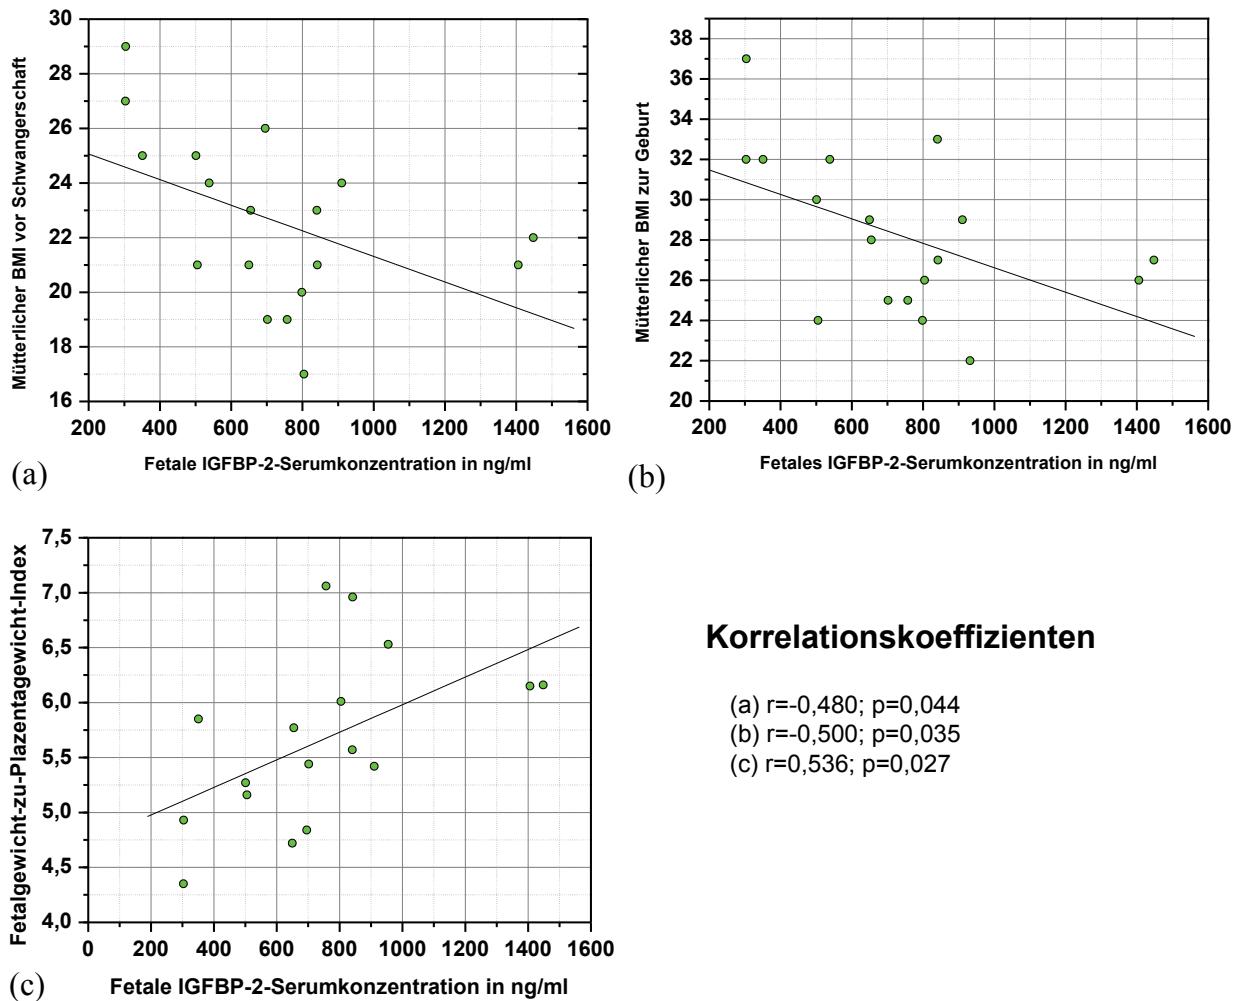 Mütterlicher BMI vor Schwangerschaft
30
28
26
24
22
20
18
16
200 400 600 800 1000 1200 1400 1600
Fetale IGFBP-2-Serumkonzentration in ng/ml
(a)
Mütterlicher BMI zur Geburt
38
36
34
32
30
28
26
24
22
20
200 400 600 800 1000 1200 1400 1600
Fetales IGFBP-2-Serumkonzentration in ng/ml
(b)
Fetalgewicht-zu-Plazentagewicht-Index
7,5
7,0
6,5
6,0
5,5
5,0
4,5
4,0
0 200 400 600 800 1000 1200 1400 1600
Fetale IGFBP-2-Serumkonzentration in ng/ml
(c)
Korrelationskoeffizienten
(a) r=-0,480; p=0,044
(b) r=-0,500; p=0,035
(c) r=0,536; p=0,027